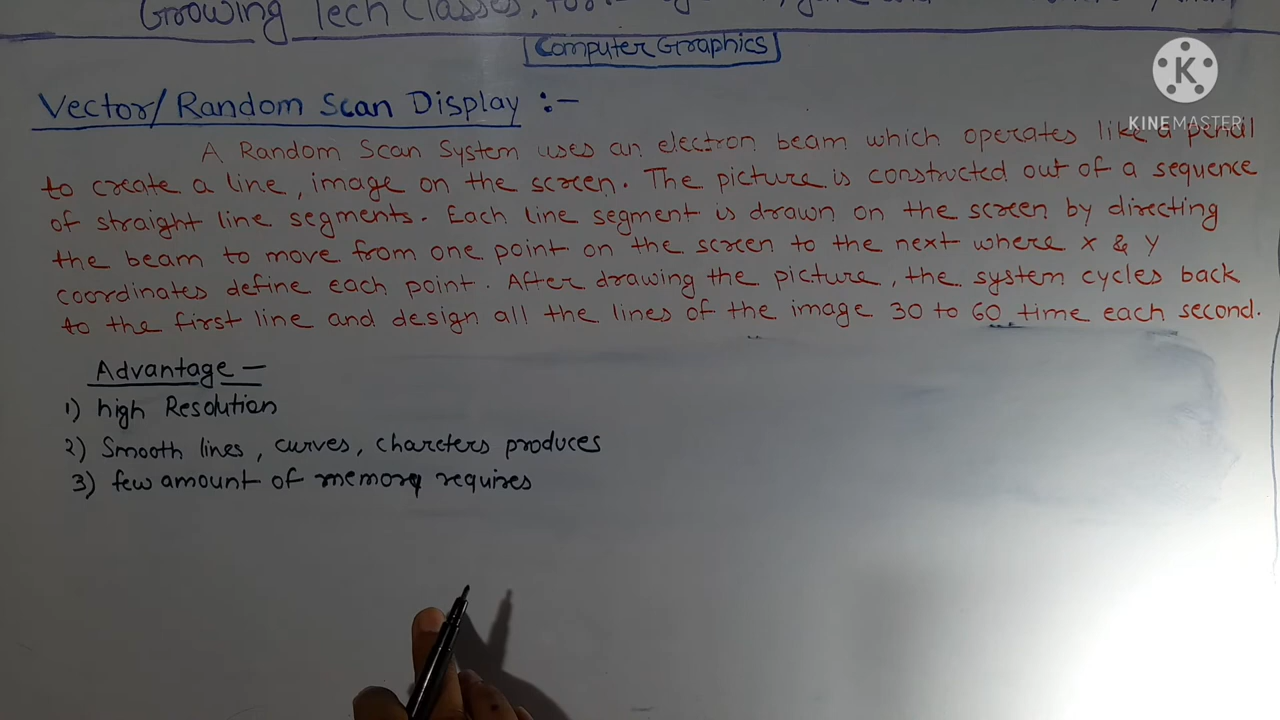 Growing Tech Classes,
Computer Graphics
K
KINEMASTER
Vector/Random Scan Display :-
A Random Scan System uses an electron beam which operates like a pencil
to create a line, image on the screen. The picture is constructed out of a sequence
of straight line segments. Each line segment is drawn on the screen by directing
the beam to move from one point on the screen to the next where x & y
coordinates define each point. After drawing the picture, the system cycles back
to the first line and design all the lines of the image 30 to 60 time each second.
Advantage -
1) high Resolution
2) Smooth lines, curves, charcters produces
3) few amount of memory requires